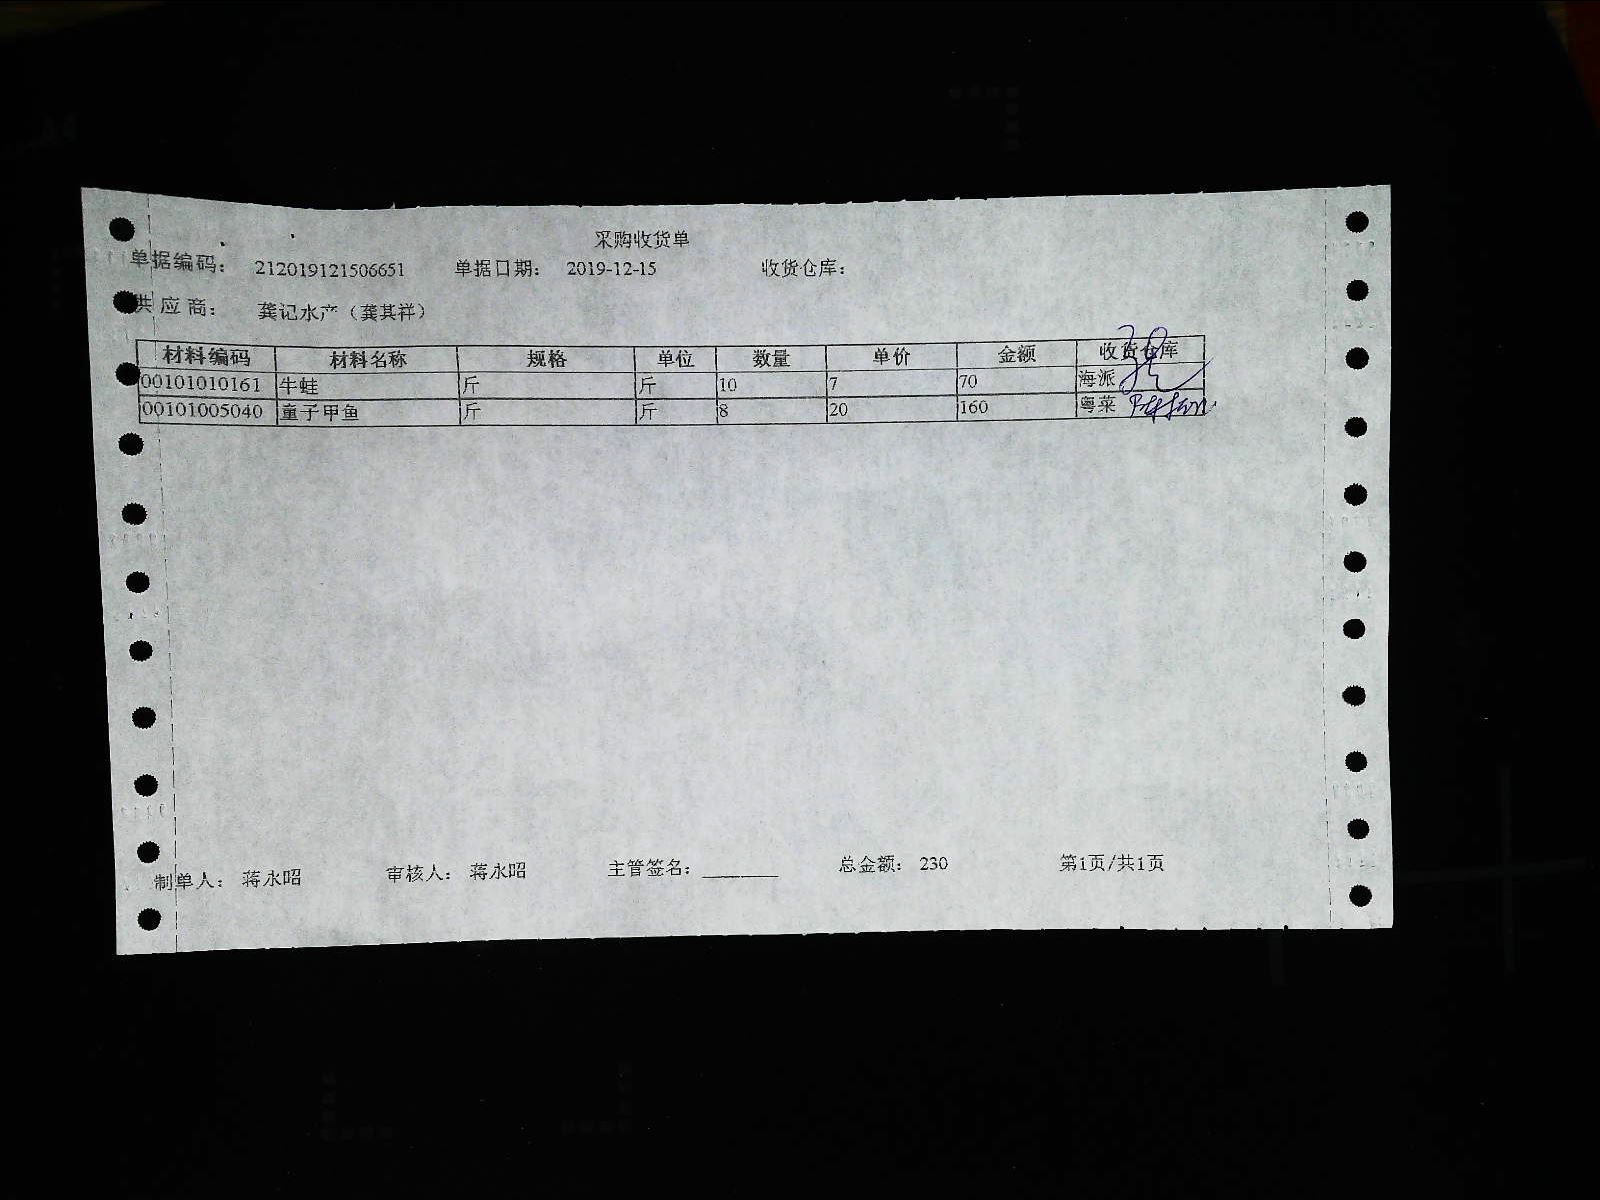 采购收货单
单据编码： 212019121506651 单据日期： 2019-12-15 收货仓库：
供应商： 龚记水产（龚其祥）
材料编码 材料名称 规格 单位 数量 单价 金额 收货仓库
00101010161 牛蛙 斤 斤 10 7 70 海派
00101005040 童子甲鱼 斤 斤 8 20 160 粤菜
制单人： 蒋永昭 审核人： 蒋永昭 主管签名：________ 总金额： 230 第1页/共1页